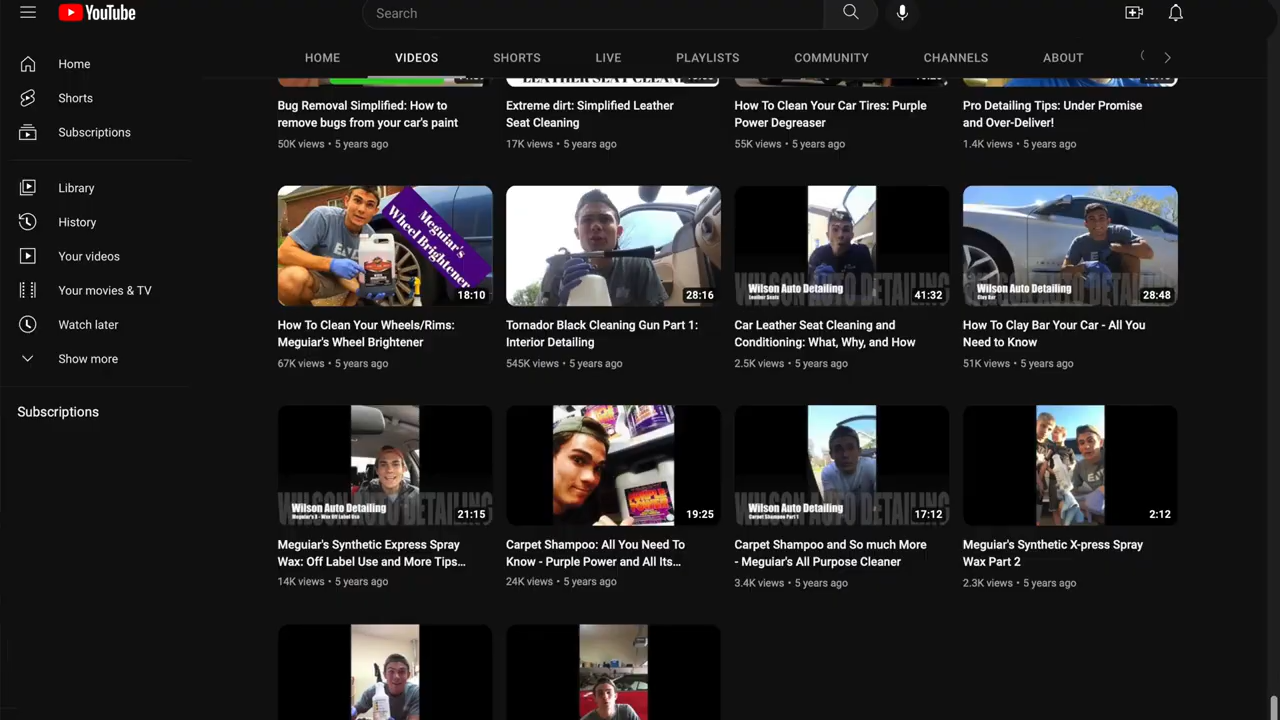 YouTube
Search
HOME
VIDEOS
SHORTS
LIVE
PLAYLISTS
COMMUNITY
CHANNELS
ABOUT
Home
Shorts
Subscriptions
Library
History
Your videos
Your movies & TV
Watch later
Show more
Subscriptions
Bug Removal Simplified: How to
remove bugs from your car's paint
50K views • 5 years ago
Extreme dirt: Simplified Leather
Seat Cleaning
17K views • 5 years ago
How To Clean Your Car Tires: Purple
Power Degreaser
55K views • 5 years ago
Pro Detailing Tips: Under Promise
and Over-Deliver!
1.4K views • 5 years ago
Meguiar's
Wheel Brightener
18:10
How To Clean Your Wheels/Rims:
Meguiar's Wheel Brightener
67K views • 5 years ago
28:16
Tornador Black Cleaning Gun Part 1:
Interior Detailing
545K views • 5 years ago
Wilson Auto Detailing
Leather Seats
41:32
Car Leather Seat Cleaning and
Conditioning: What, Why, and How
2.5K views • 5 years ago
Wilson Auto Detailing
Clay Bar
28:48
How To Clay Bar Your Car - All You
Need to Know
51K views • 5 years ago
Wilson Auto Detailing
21:15
Meguiar's Synthetic Express Spray
Wax: Off Label Use and More Tips...
14K views • 5 years ago
19:25
Carpet Shampoo: All You Need To
Know - Purple Power and All Its...
24K views • 5 years ago
Wilson Auto Detailing
Carpet Shampoo Part 1
17:12
Carpet Shampoo and So much More
- Meguiar's All Purpose Cleaner
3.4K views • 5 years ago
2:12
Meguiar's Synthetic X-press Spray
Wax Part 2
2.3K views • 5 years ago